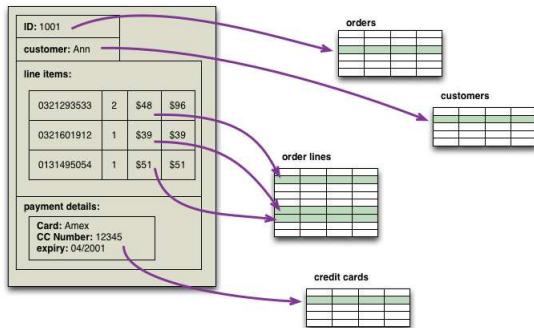 ID: 1001
customer: Ann
line items:
0321293533 2 $48 $96
0321601912 1 $39 $39
0131495054 1 $51 $51
payment details:
Card: Amex
CC Number: 12345
expiry: 04/2001
orders
customers
order lines
credit cards